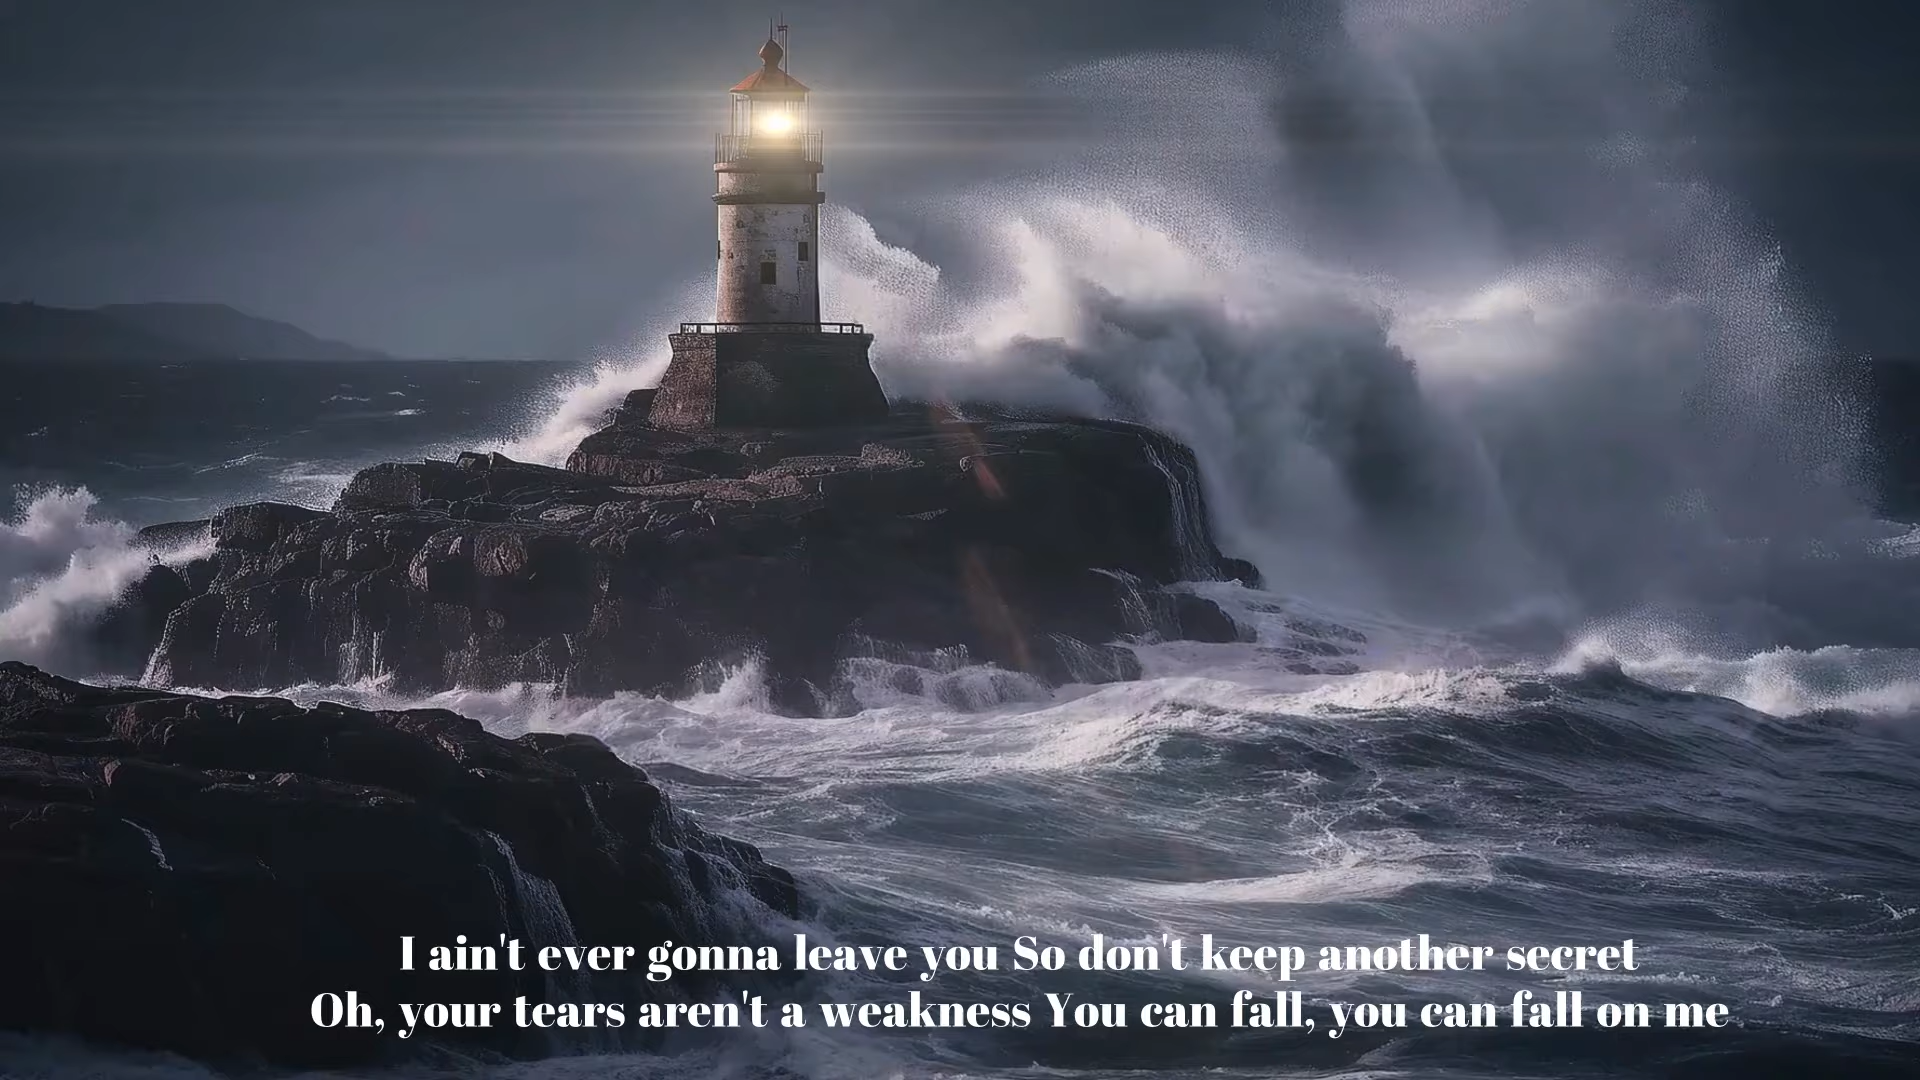 I ain't ever gonna leave you So don't keep another secret
Oh, your tears aren't a weakness You can fall, you can fall on me